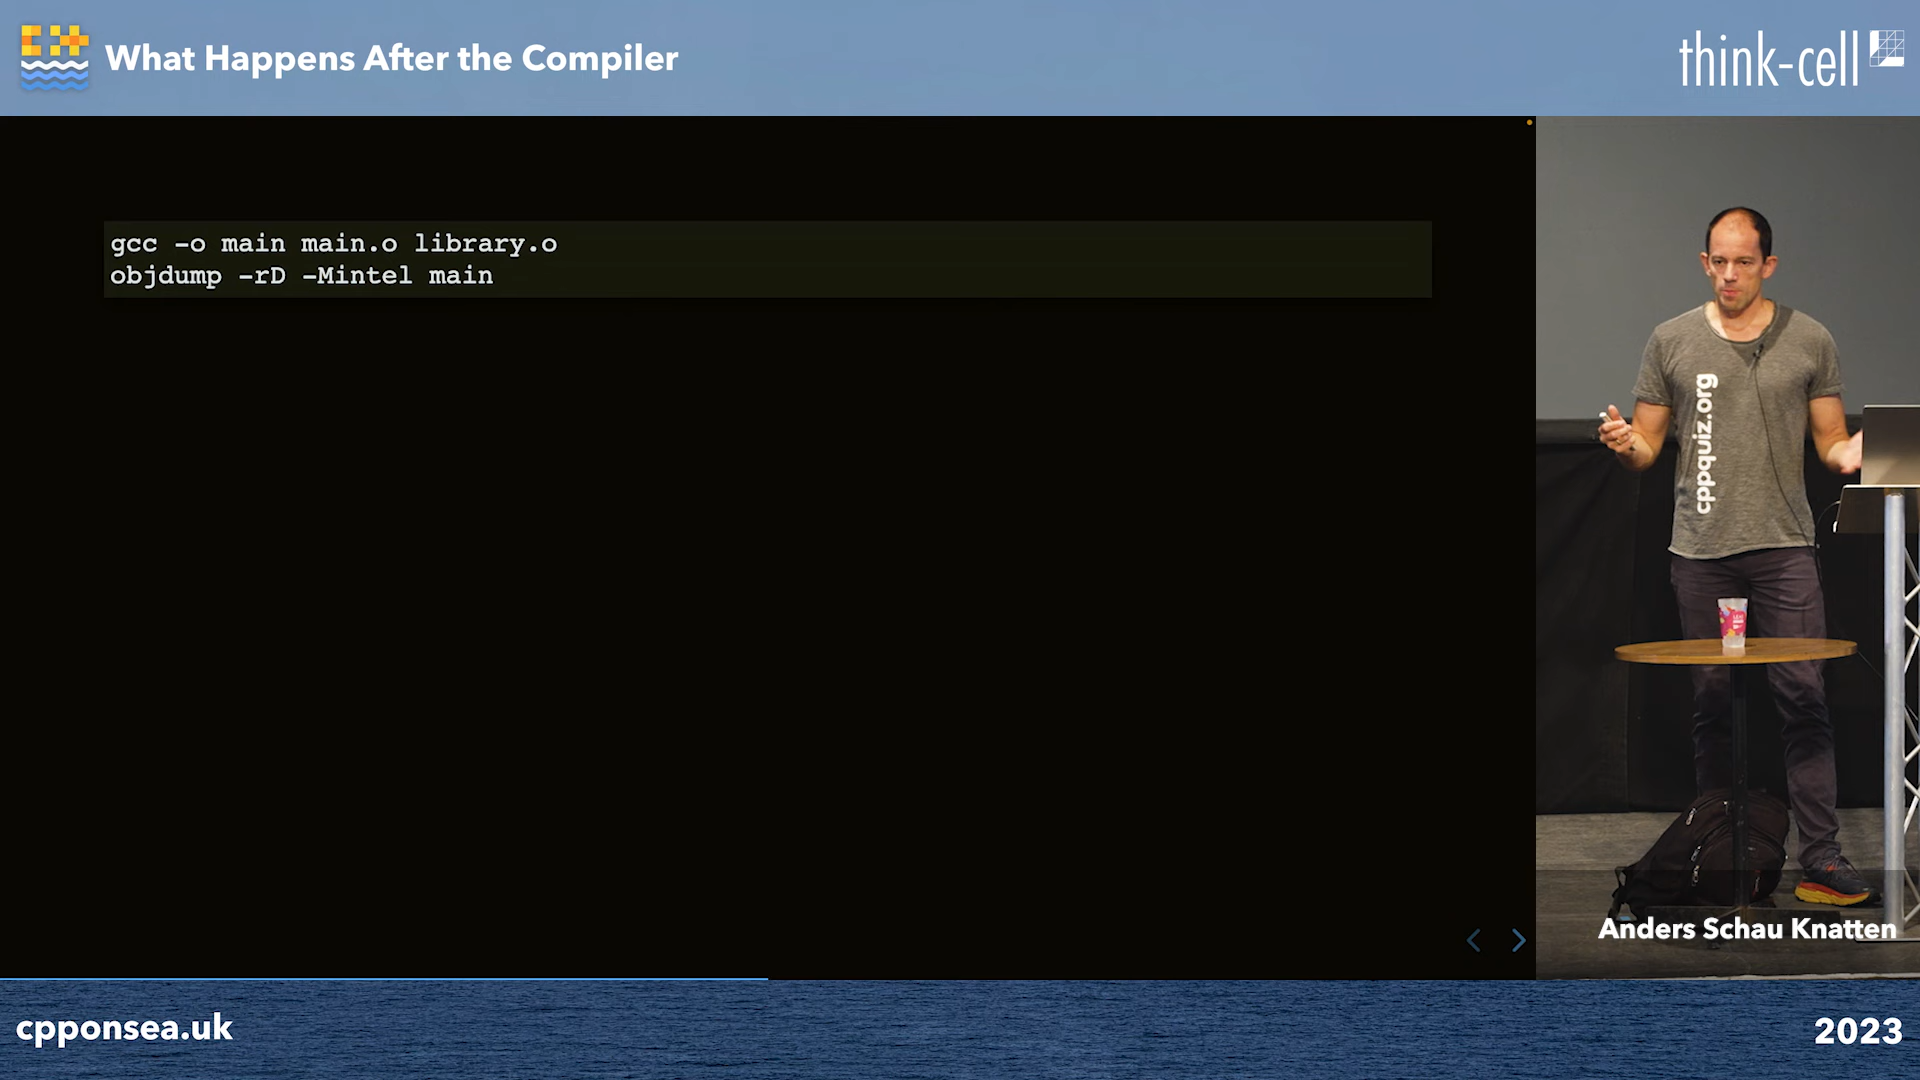 What Happens After the Compiler
think-cell
gcc -o main main.o library.o
objdump -rD -Mintel main
cppquiz.org
Anders Schau Knatten
cpponsea.uk
2023